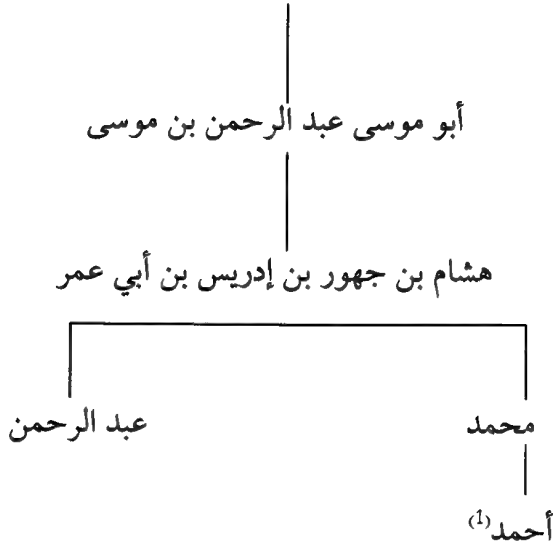 أبو موسى عبد الرحمن بن موسى
هشام بن جهور بن إدريس بن أبي عمر
محمد عبد الرحمن
أحمد(1)